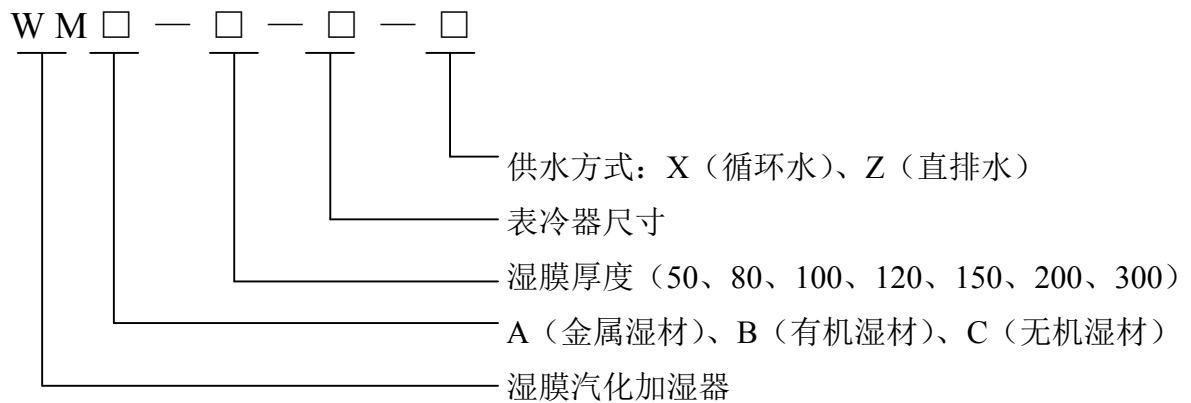 WM□ — □ — □ — □
供水方式：X（循环水）、Z（直排水）
表冷器尺寸
湿膜厚度（50、80、100、120、150、200、300）
A（金属湿材）、B（有机湿材）、C（无机湿材）
湿膜汽化加湿器